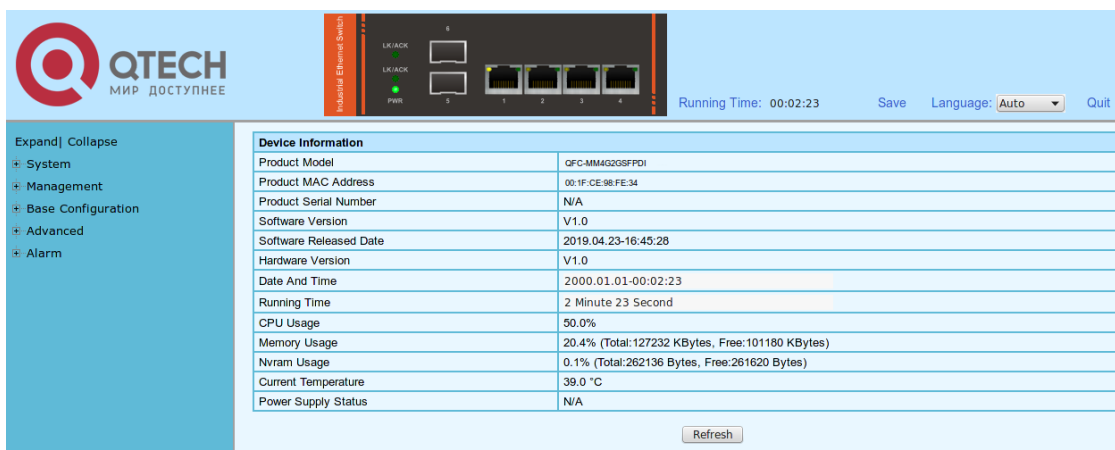 QTECH
МИР ДОСТУПНЕЕ
Industrial Ethernet Switch
6
LK/ACK
LK/ACK
PWR 5 1 2 3 4
Running Time: 00:02:23 Save Language: Auto Quit
Expand| Collapse
System
Management
Base Configuration
Advanced
Alarm
Device Information
Product Model QFC-MM4G2GSFPDI
Product MAC Address 00:1F:CE:98:FE:34
Product Serial Number N/A
Software Version V1.0
Software Released Date 2019.04.23-16:45:28
Hardware Version V1.0
Date And Time 2000.01.01-00:02:23
Running Time 2 Minute 23 Second
CPU Usage 50.0%
Memory Usage 20.4% (Total:127232 KBytes, Free:101180 KBytes)
Nvram Usage 0.1% (Total:262136 Bytes, Free:261620 Bytes)
Current Temperature 39.0 °C
Power Supply Status N/A
Refresh